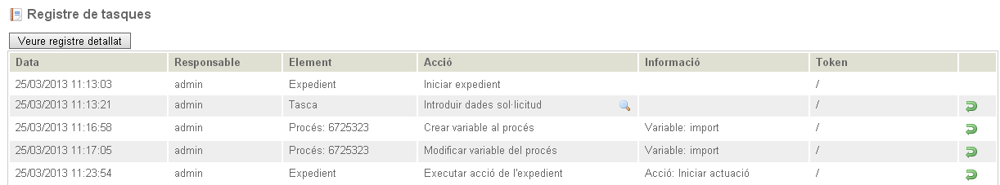 Registre de tasques
Veure registre detallat
Data Responsable Element Acció Informació Token
25/03/2013 11:13:03 admin Expedient Iniciar expedient /
25/03/2013 11:13:21 admin Tasca Introduir dades sol·licitud /
25/03/2013 11:16:58 admin Procés: 6725323 Crear variable al procés Variable: import /
25/03/2013 11:17:05 admin Procés: 6725323 Modificar variable del procés Variable: import /
25/03/2013 11:23:54 admin Expedient Executar acció de l'expedient Acció: Iniciar actuació /